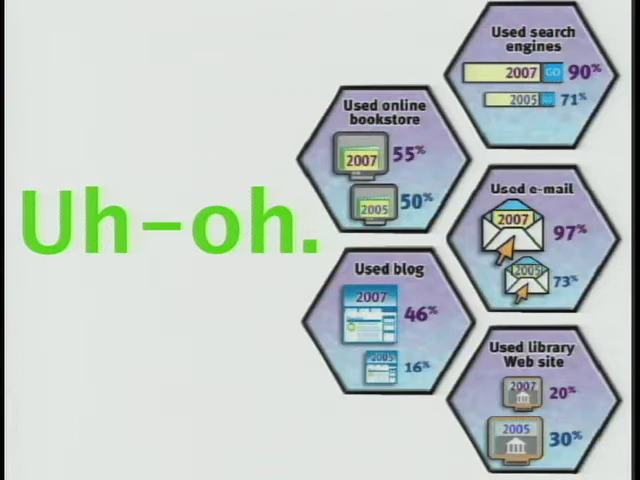 Uh-oh.
Used search
engines
2007 GO 90%
2005 71%
Used online
bookstore
2007 55%
2005 50%
Used e-mail
2007 97%
2005 73%
Used blog
2007 46%
2005 16%
Used library
Web site
2007 20%
2005 30%